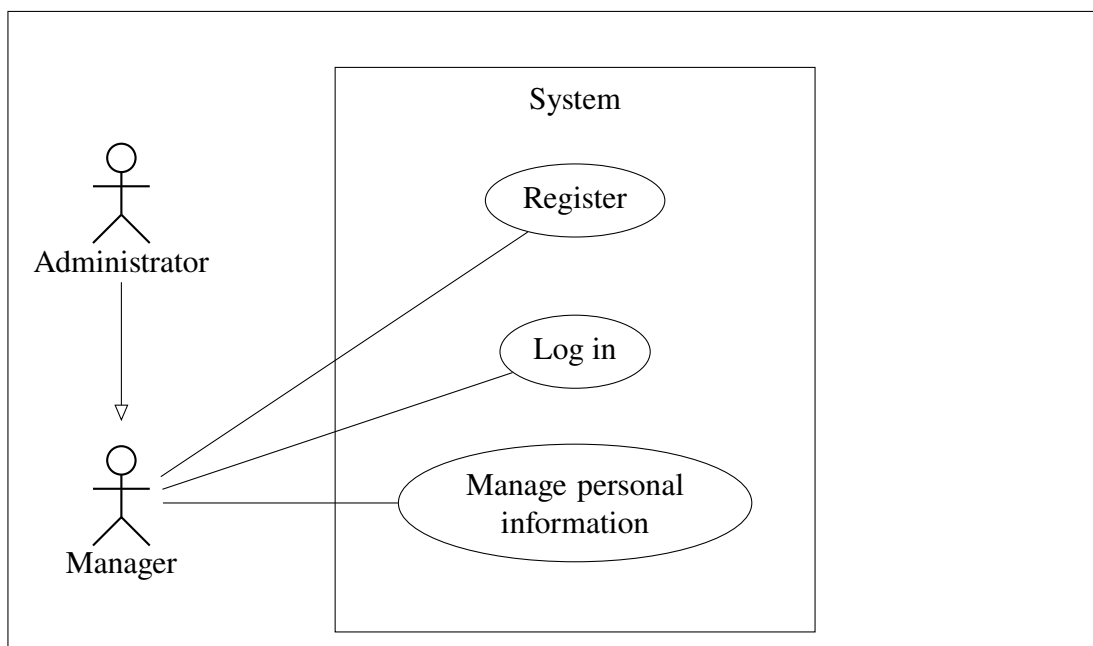 System
Register
Administrator
Log in
Manage personal
information
Manager